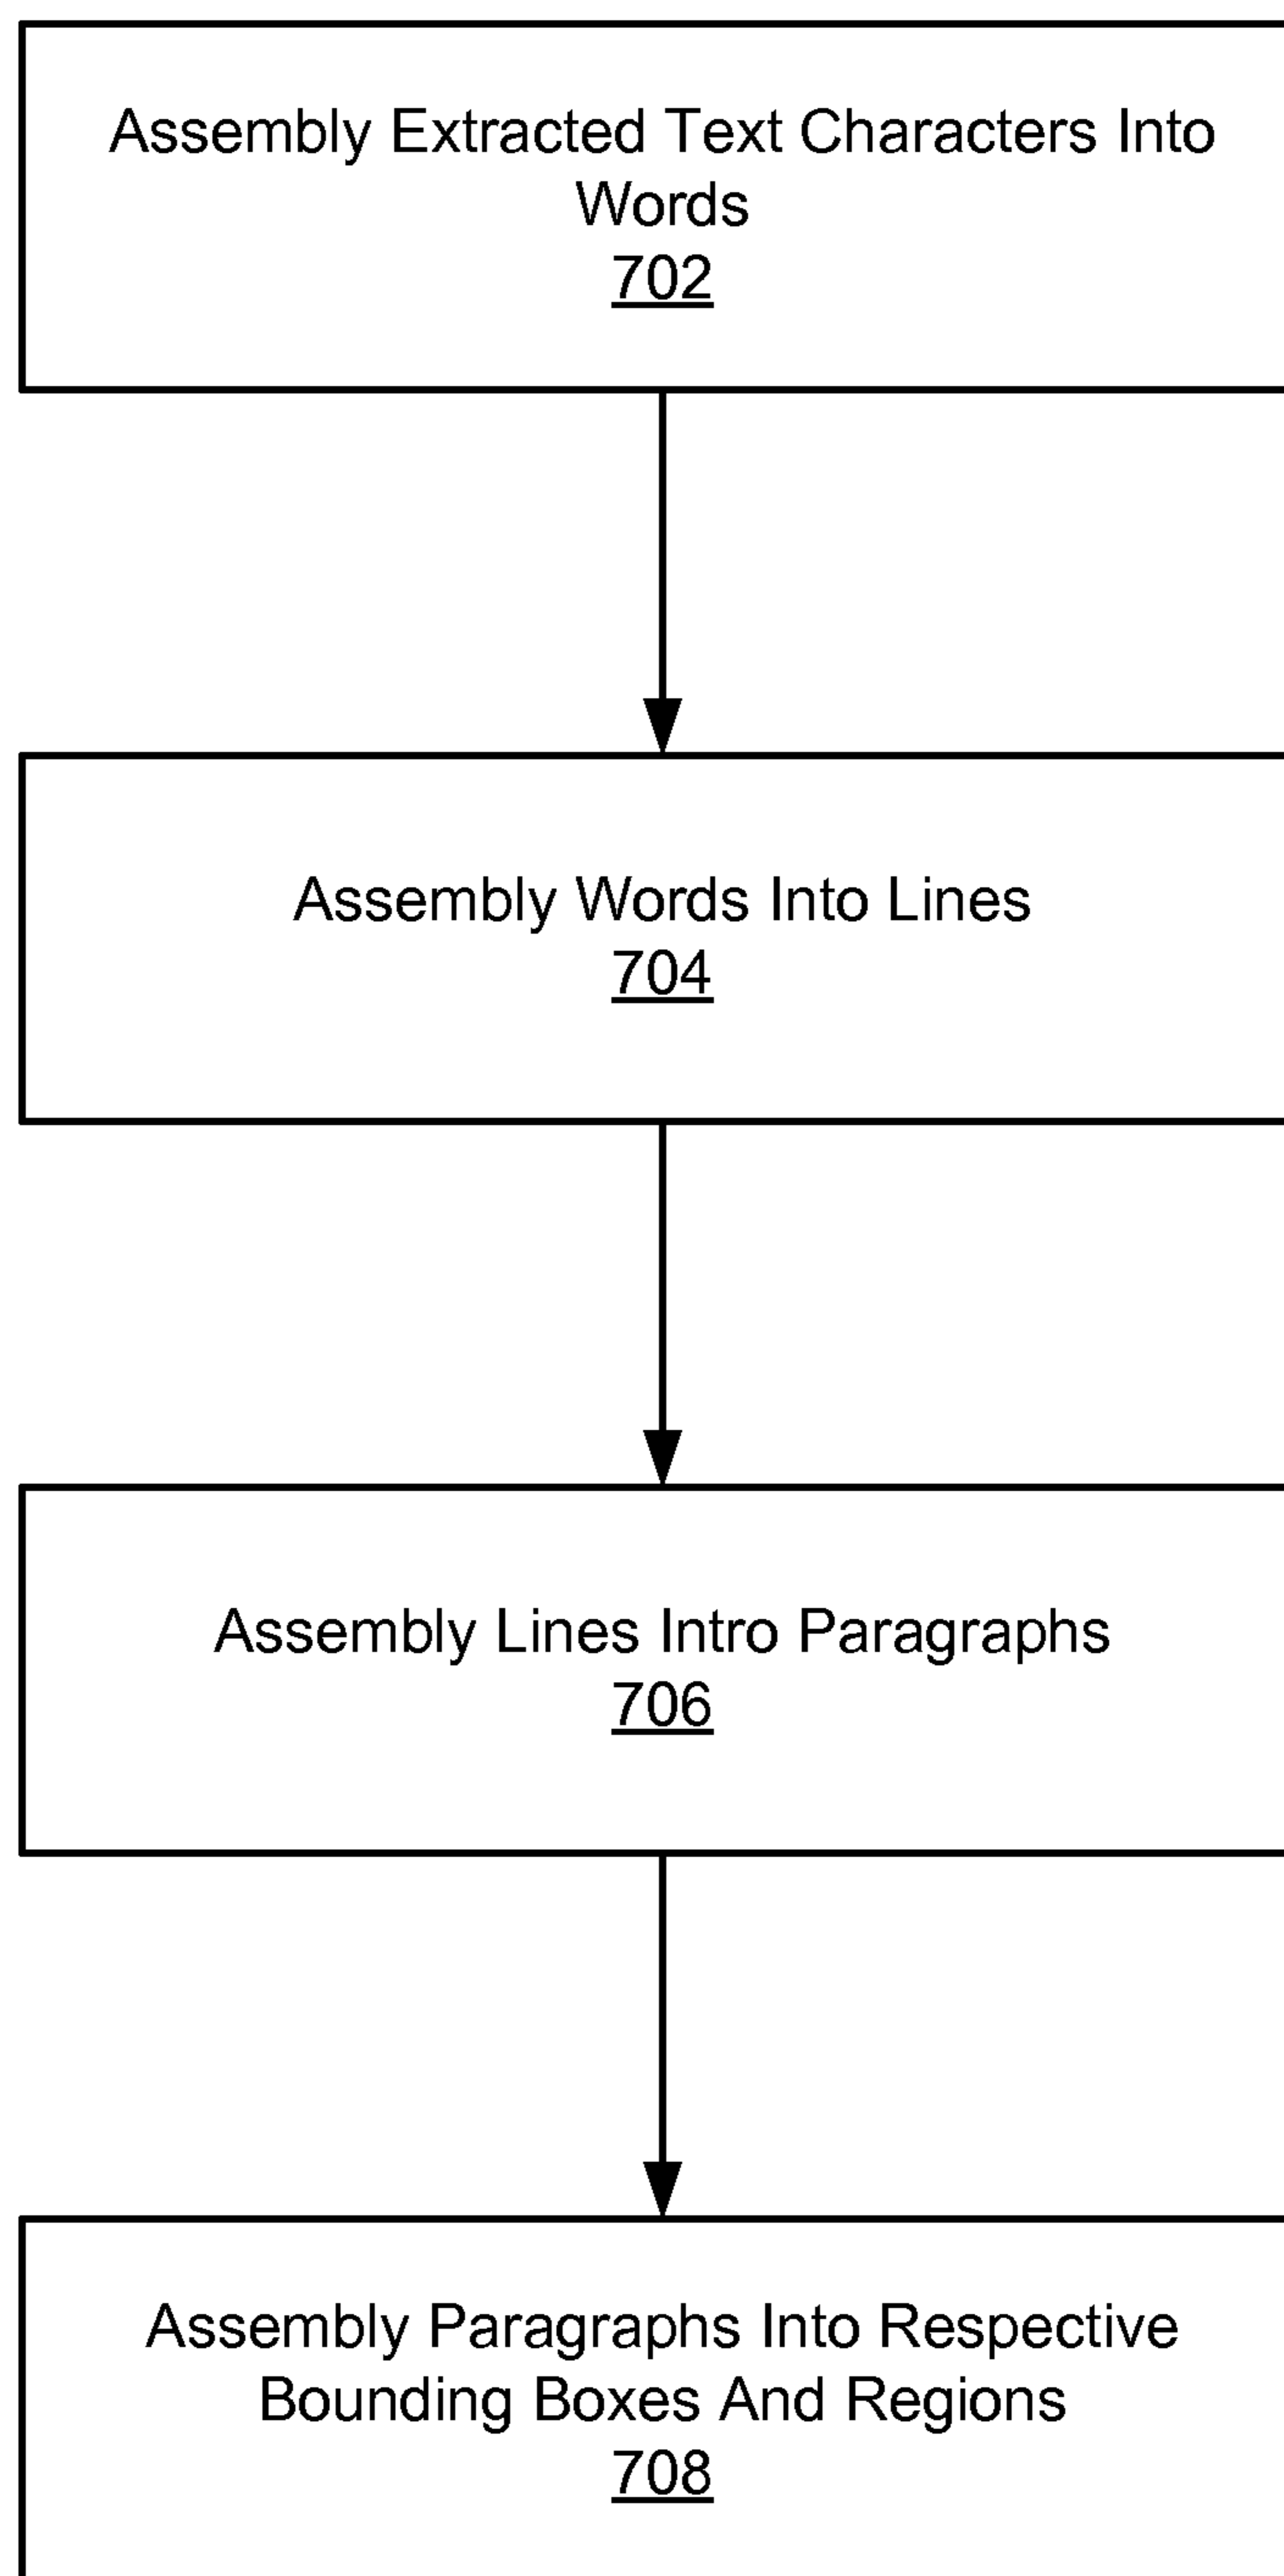 Assembly Extracted Text Characters Into
Words
702
Assembly Words Into Lines
704
Assembly Lines Intro Paragraphs
706
Assembly Paragraphs Into Respective
Bounding Boxes And Regions
708